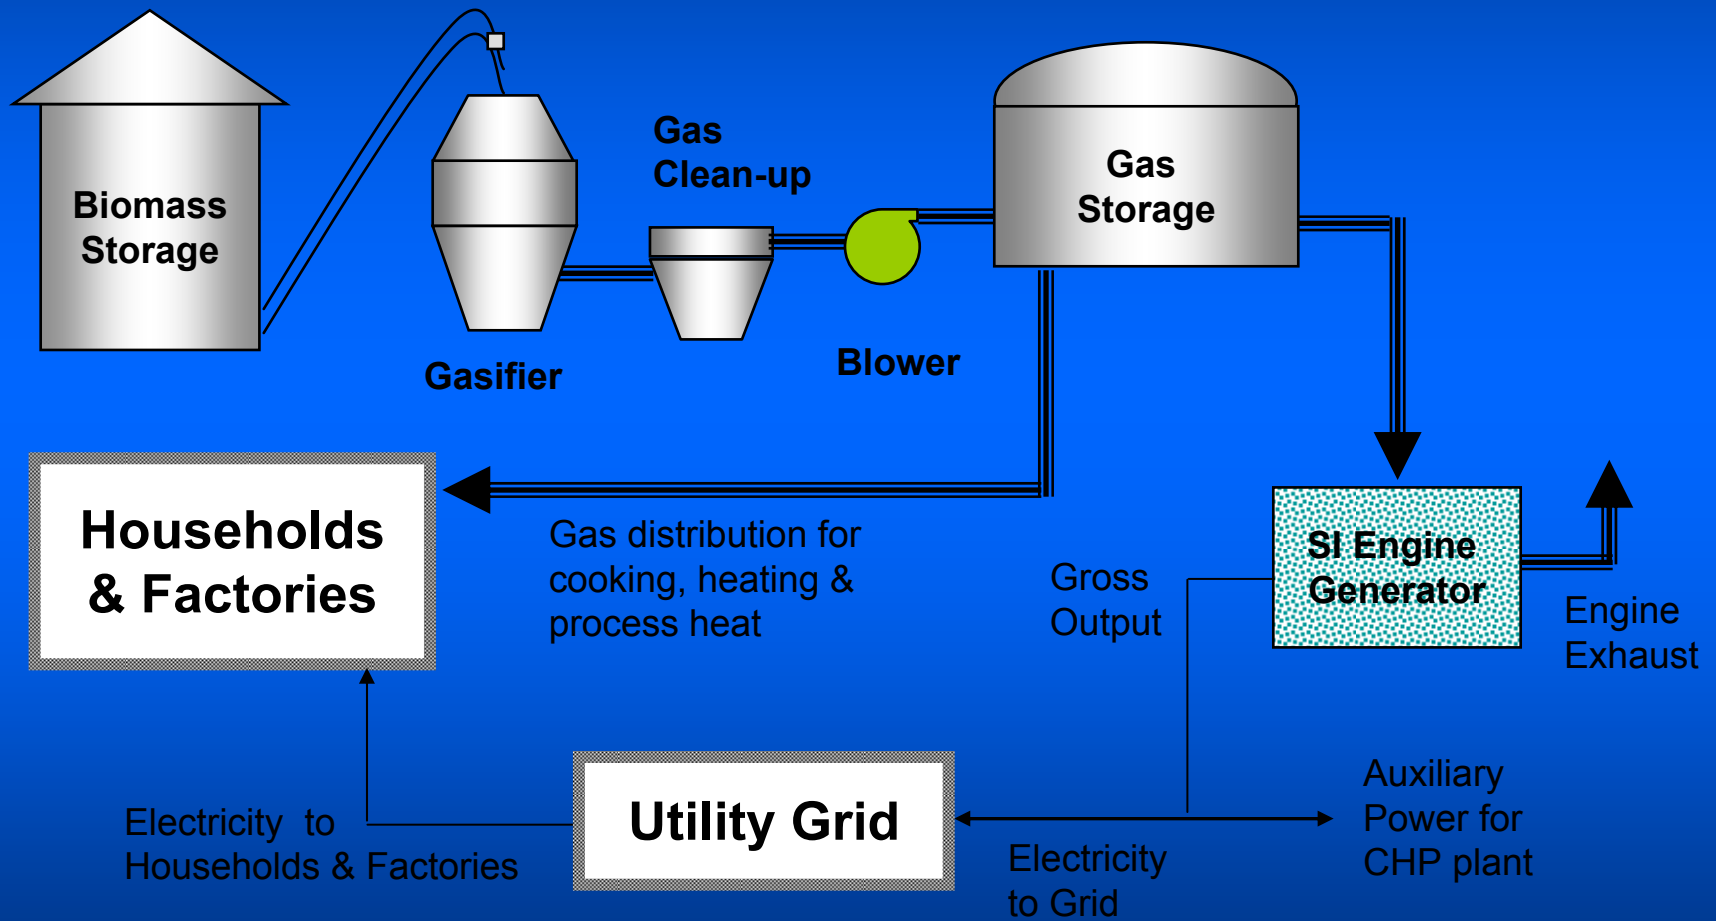 Biomass
Storage
Gasifier
Gas
Clean-up
Blower
Gas
Storage
Households
& Factories
Gas distribution for
cooking, heating &
process heat
Gross
Output
SI Engine
Generator
Engine
Exhaust
Electricity to
Households & Factories
Utility Grid
Electricity
to Grid
Auxiliary
Power for
CHP plant